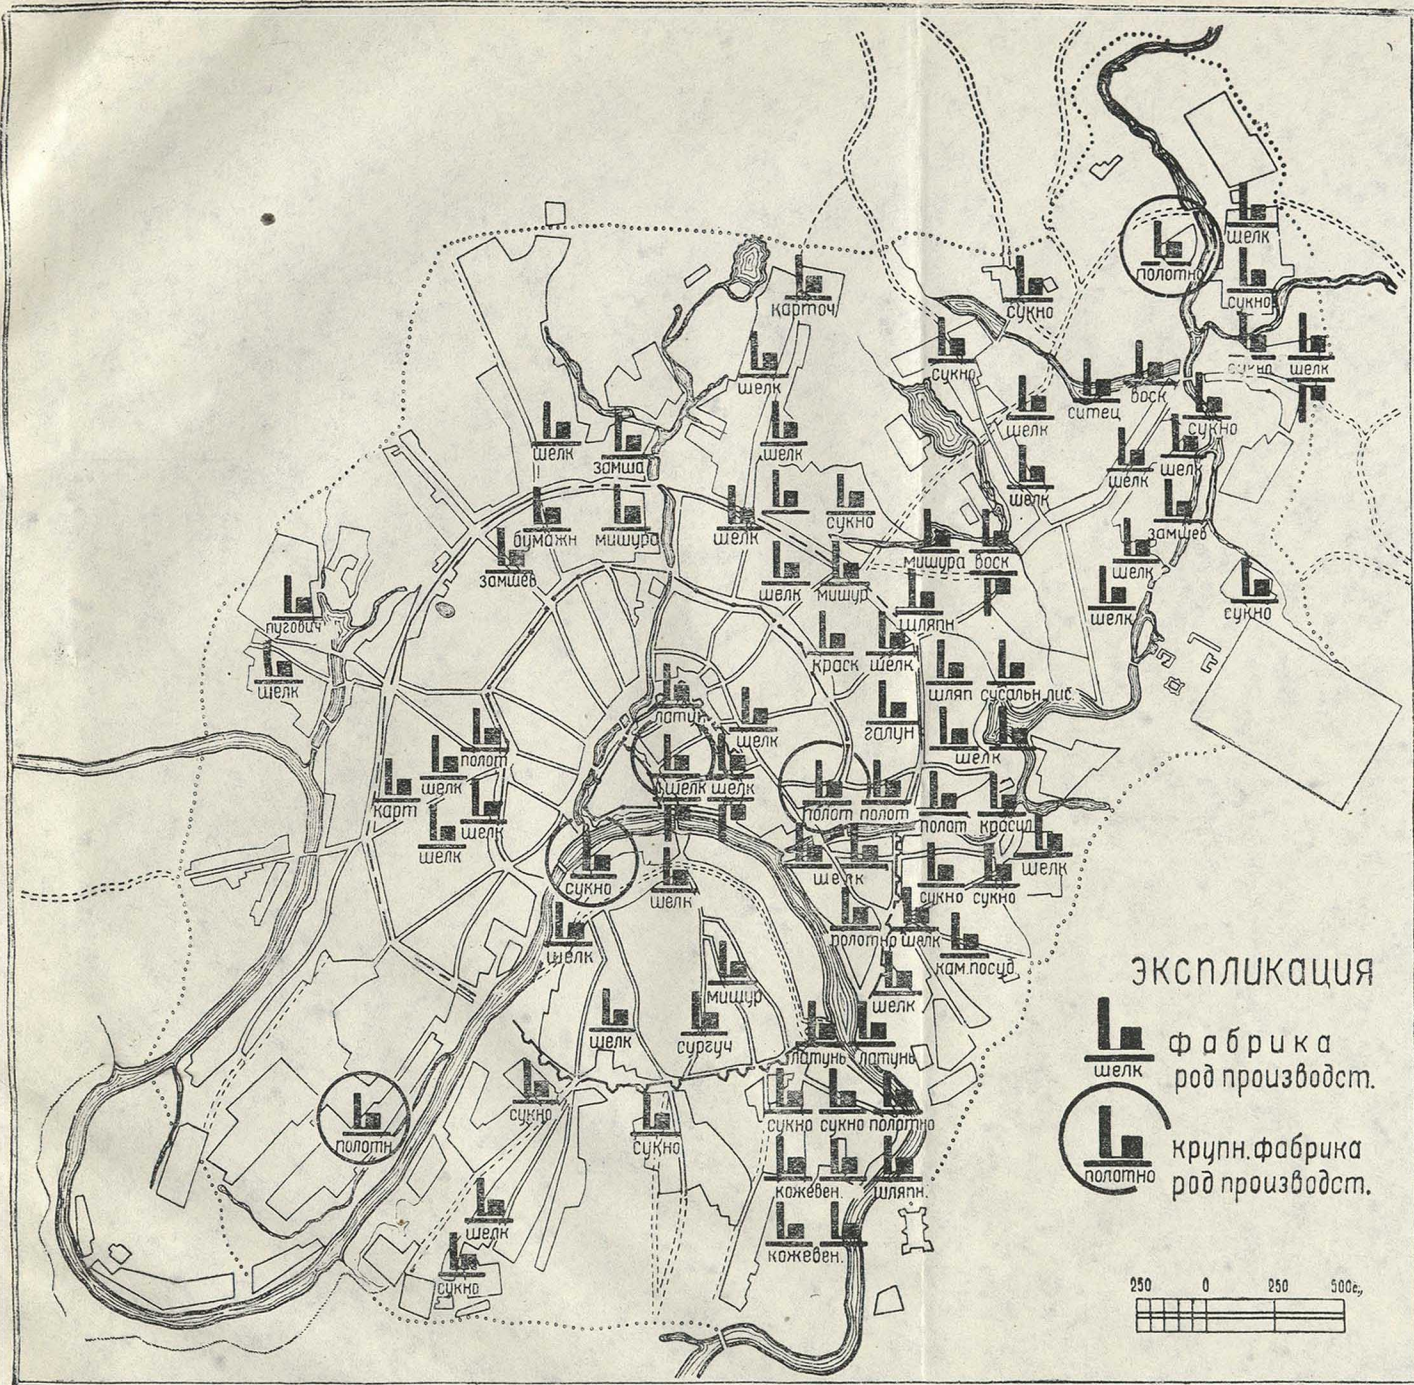 шелк
полотно
сукно
сукно
карточ
сукно
сукно
шелк
шелк
сукно
воск
ситец
сукно
шелк
шелк
шелк
шелк
замша
шелк
шелк
шелк
сукно
бумажн
мишура
шелк
замшев
мишура воск
замшев
шелк
шелк
мишур
шелк
сукно
шляпн
пугович
краск
шелк
шелк
шляп
сусальн.лис.
латун
галун
шелк
шелк
полот
шелк
шелк
шелк
карт
шелк
полот
полот
полот
красил
шелк
шелк
шелк
сукно
сукно
сукно
шелк
полотно
шелк
шелк
кам.посуд
мишур
шелк
шелк
сургуч
латунь
латунь
сукно
сукно
сукно
полотно
полотн
сукно
кожевен.
шляпн.
шелк
кожевен.
сукно
экспликация
фабрика
род производст.
шелк
крупн.фабрика
род производст.
полотно
250 0 250 500с.